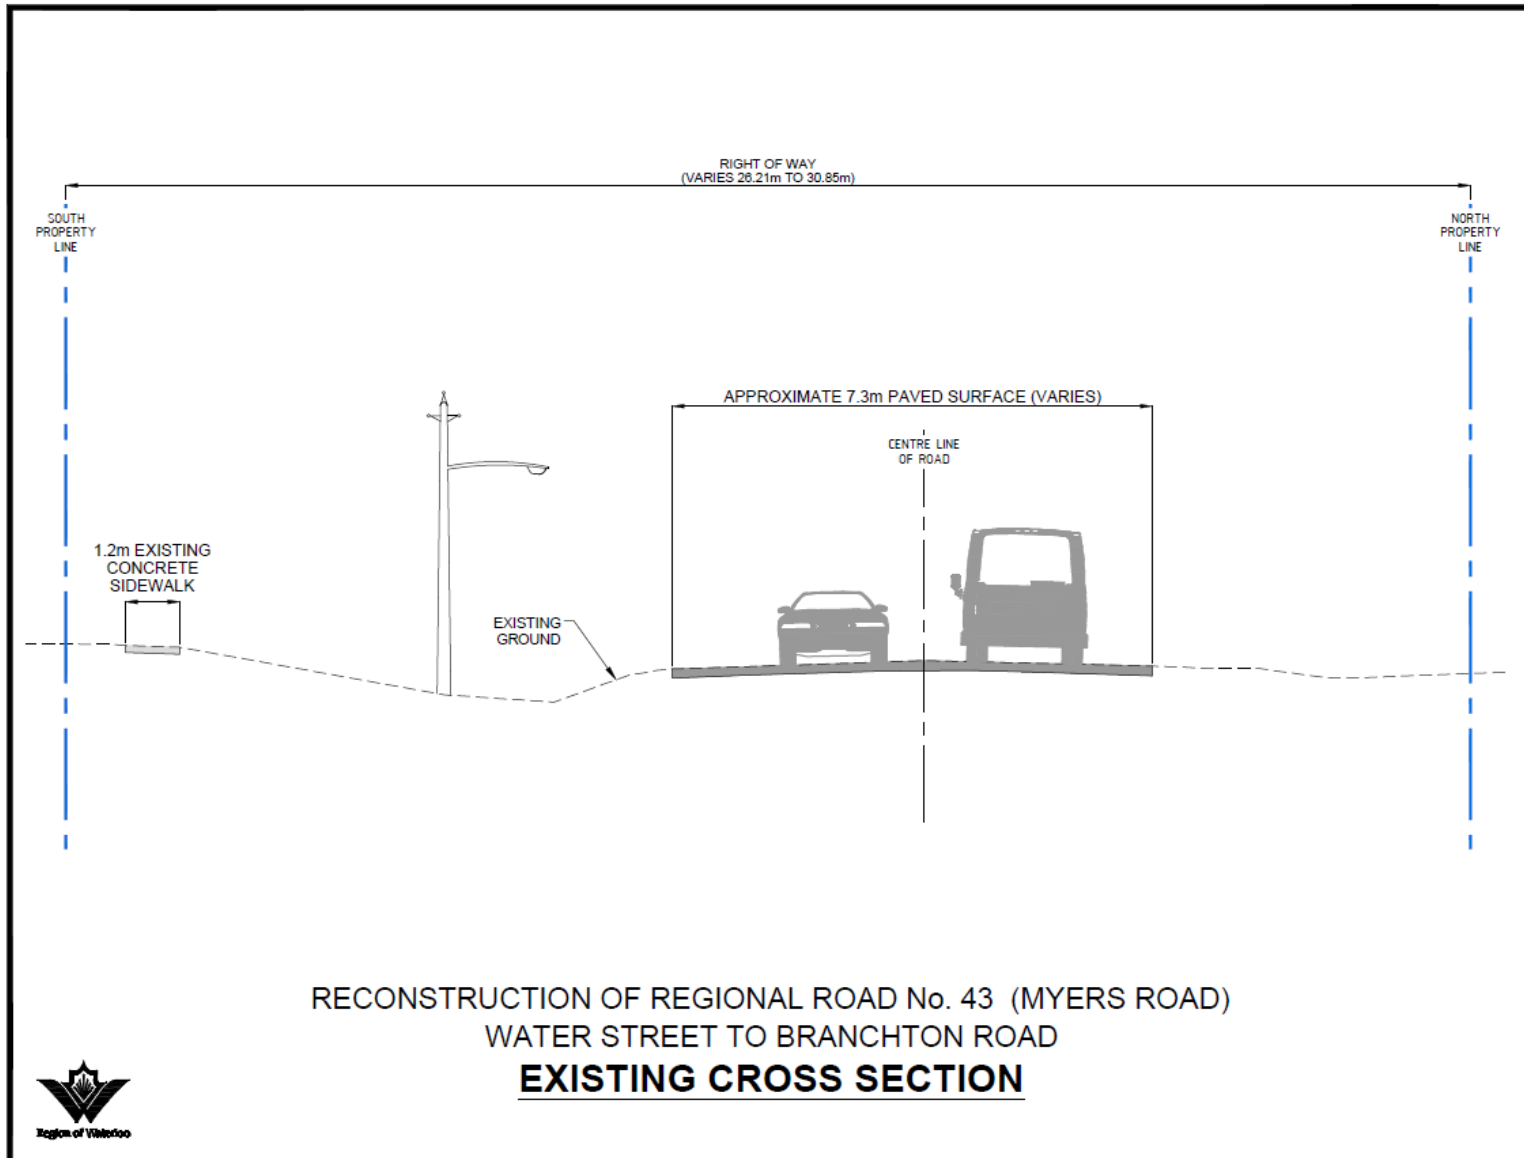 RIGHT OF WAY
(VARIES 26.21m TO 30.85m)
SOUTH
PROPERTY
LINE
NORTH
PROPERTY
LINE
APPROXIMATE 7.3m PAVED SURFACE (VARIES)
CENTRE LINE
OF ROAD
1.2m EXISTING
CONCRETE
SIDEWALK
EXISTING
GROUND
RECONSTRUCTION OF REGIONAL ROAD No. 43 (MYERS ROAD)
WATER STREET TO BRANCHTON ROAD
EXISTING CROSS SECTION
Region of Waterloo